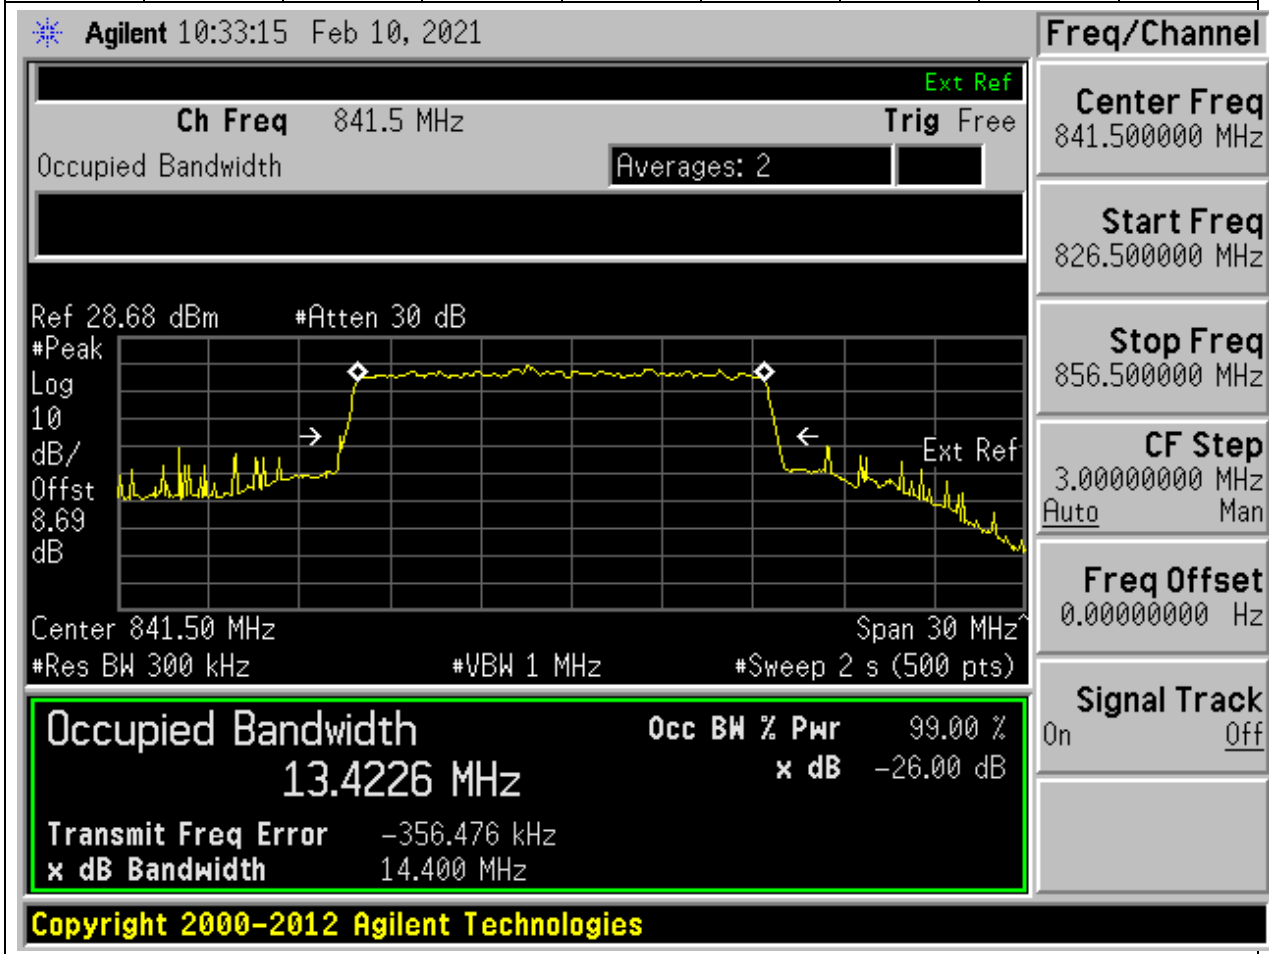 Agilent 10:33:15 Feb 10, 2021
Freq/Channel
Ext Ref
Ch Freq 841.5 MHz
Trig Free
Occupied Bandwidth
Averages: 2
Center Freq
841.500000 MHz
Start Freq
826.500000 MHz
Stop Freq
856.500000 MHz
CF Step
3.00000000 MHz
Auto Man
Freq Offset
0.00000000 Hz
Signal Track
On Off
Ref 28.68 dBm #Atten 30 dB
#Peak
Log
10
dB/
Offst
8.69
dB
Ext Ref
Center 841.50 MHz Span 30 MHz^
#Res BW 300 kHz #VBW 1 MHz #Sweep 2 s (500 pts)
Occupied Bandwidth
13.4226 MHz
Occ BW % Pwr 99.00 %
x dB -26.00 dB
Transmit Freq Error -356.476 kHz
x dB Bandwidth 14.400 MHz
Copyright 2000-2012 Agilent Technologies